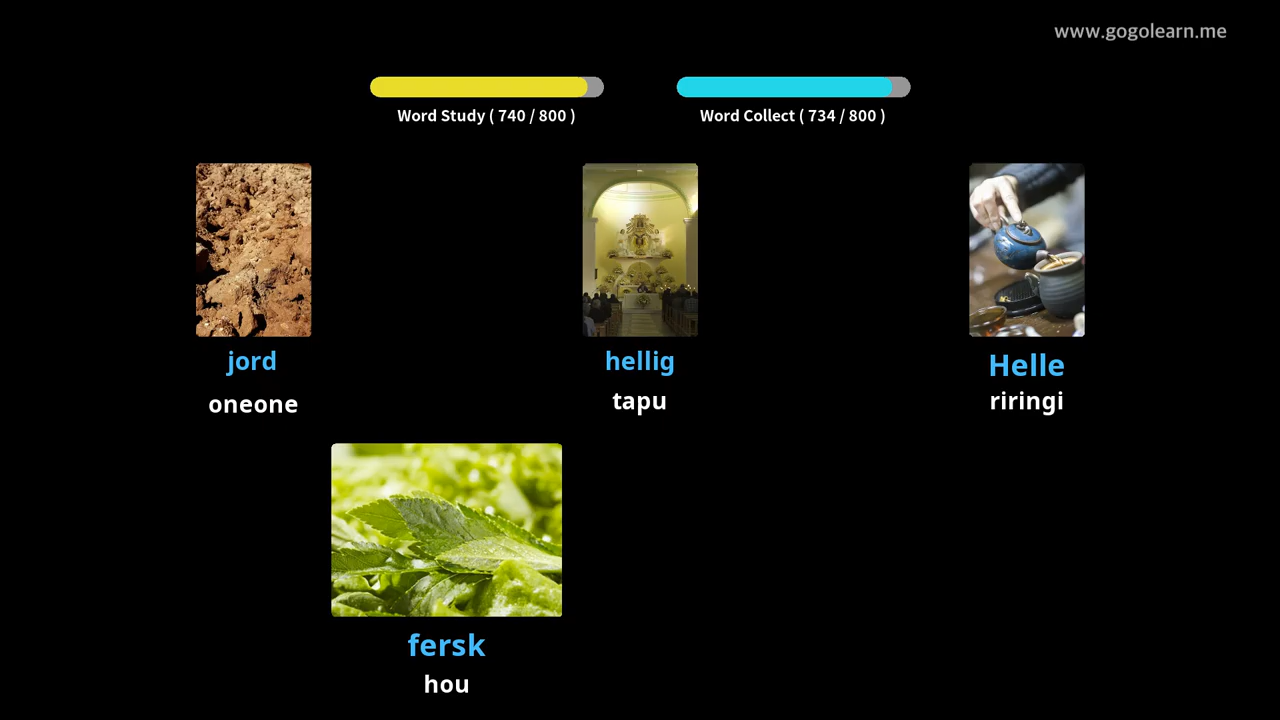 www.gogolearn.me
Word Study ( 740 / 800 )
Word Collect ( 734 / 800 )
jord
hellig
Helle
oneone
tapu
riringi
fersk
hou